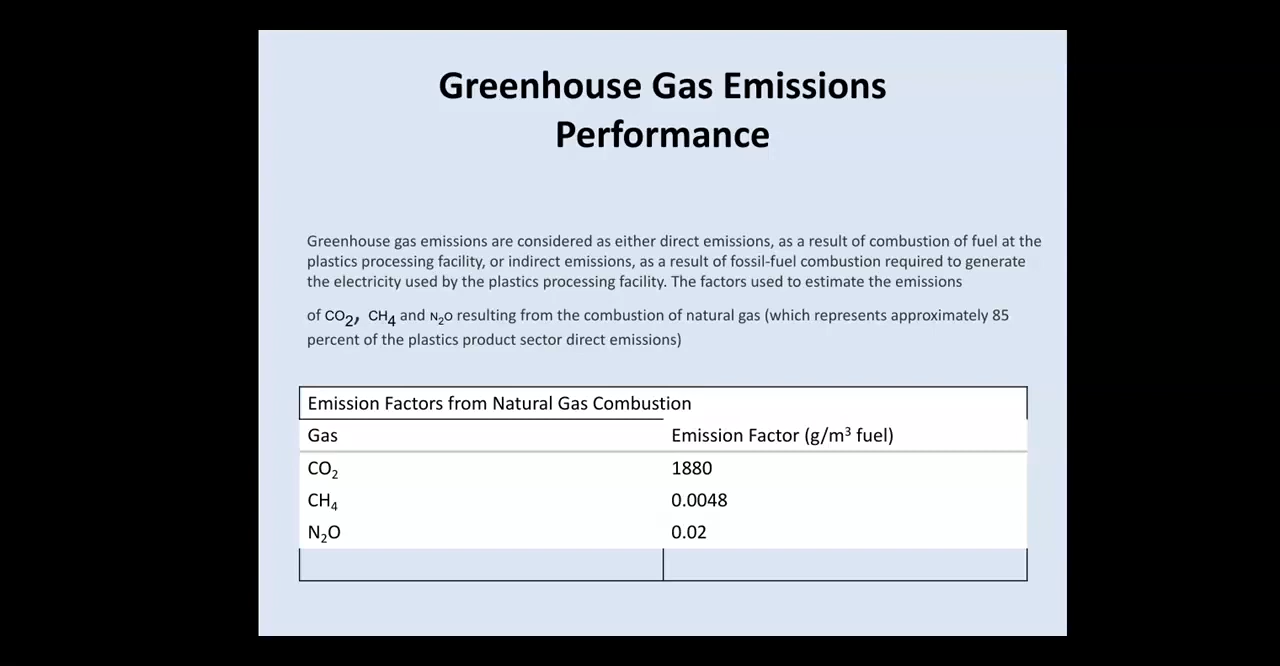 Greenhouse Gas Emissions
Performance
Greenhouse gas emissions are considered as either direct emissions, as a result of combustion of fuel at the
plastics processing facility, or indirect emissions, as a result of fossil-fuel combustion required to generate
the electricity used by the plastics processing facility. The factors used to estimate the emissions
of CO₂, CH₄ and N₂O resulting from the combustion of natural gas (which represents approximately 85
percent of the plastics product sector direct emissions)
Emission Factors from Natural Gas Combustion
Gas Emission Factor (g/m³ fuel)
CO₂ 1880
CH₄ 0.0048
N₂O 0.02